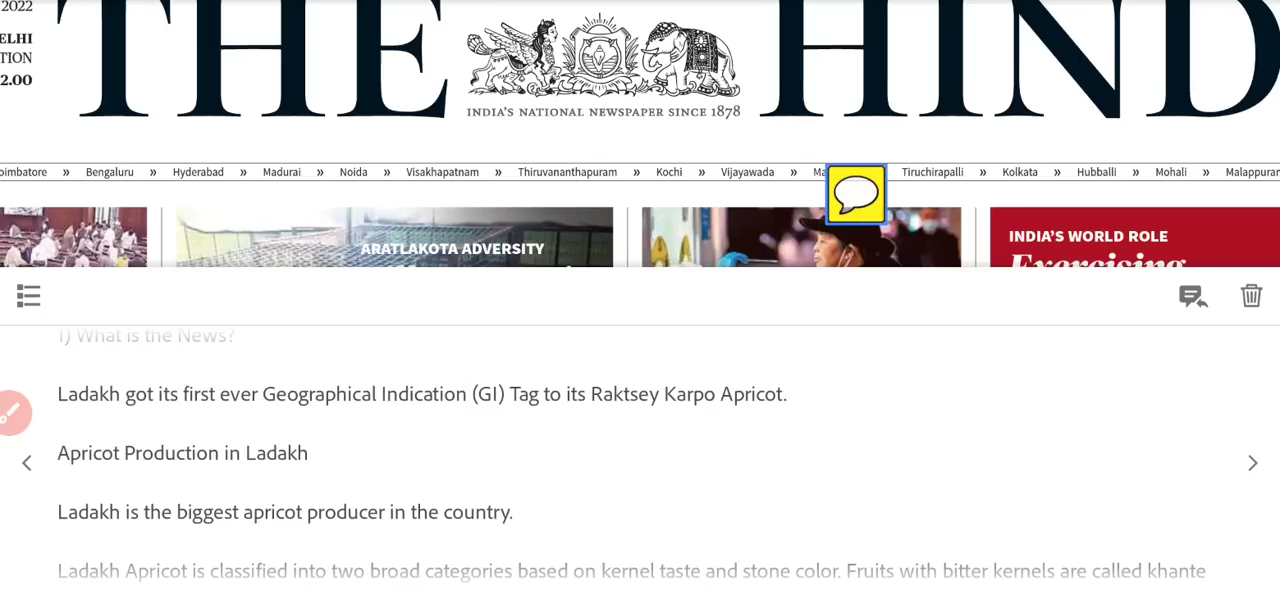 2022
THE HIND
ELHI
TION
2.00
INDIA'S NATIONAL NEWSPAPER SINCE 1878
oimbatore » Bengaluru » Hyderabad » Madurai » Noida » Visakhapatnam » Thiruvananthapuram » Kochi » Vijayawada » Ma Tiruchirapalli » Kolkata » Hubballi » Mohali » Malappuram
ARATLAKOTA ADVERSITY
INDIA'S WORLD ROLE
Exercising
1) What is the News?
Ladakh got its first ever Geographical Indication (GI) Tag to its Raktsey Karpo Apricot.
Apricot Production in Ladakh
Ladakh is the biggest apricot producer in the country.
Ladakh Apricot is classified into two broad categories based on kernel taste and stone color. Fruits with bitter kernels are called khante